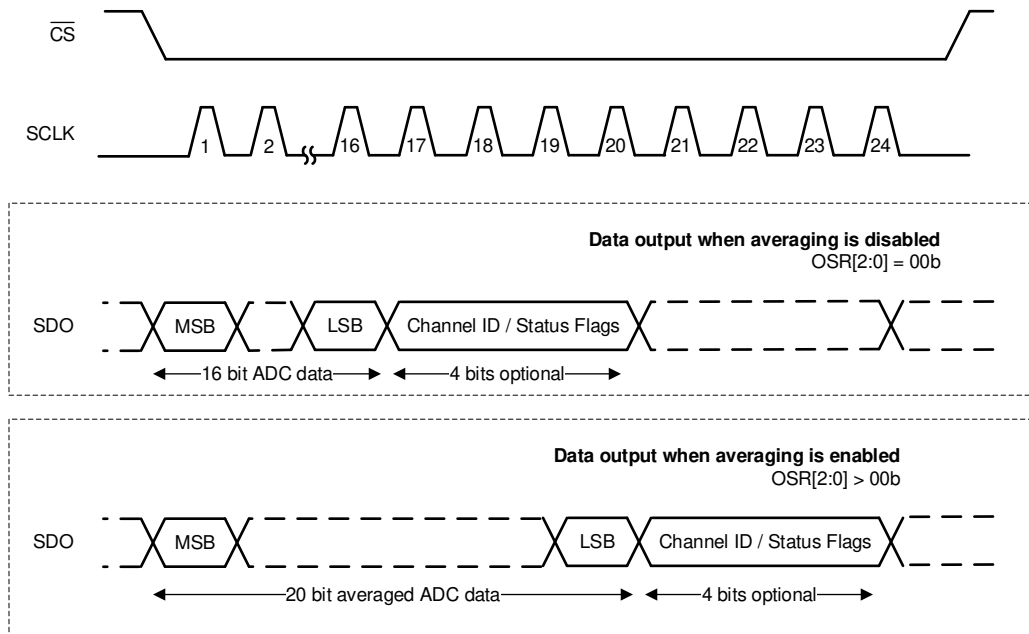 CS
SCLK
1 2 16 17 18 19 20 21 22 23 24
Data output when averaging is disabled
OSR[2:0] = 00b
SDO
MSB LSB Channel ID / Status Flags
16 bit ADC data 4 bits optional
Data output when averaging is enabled
OSR[2:0] > 00b
SDO
MSB LSB Channel ID / Status Flags
20 bit averaged ADC data 4 bits optional